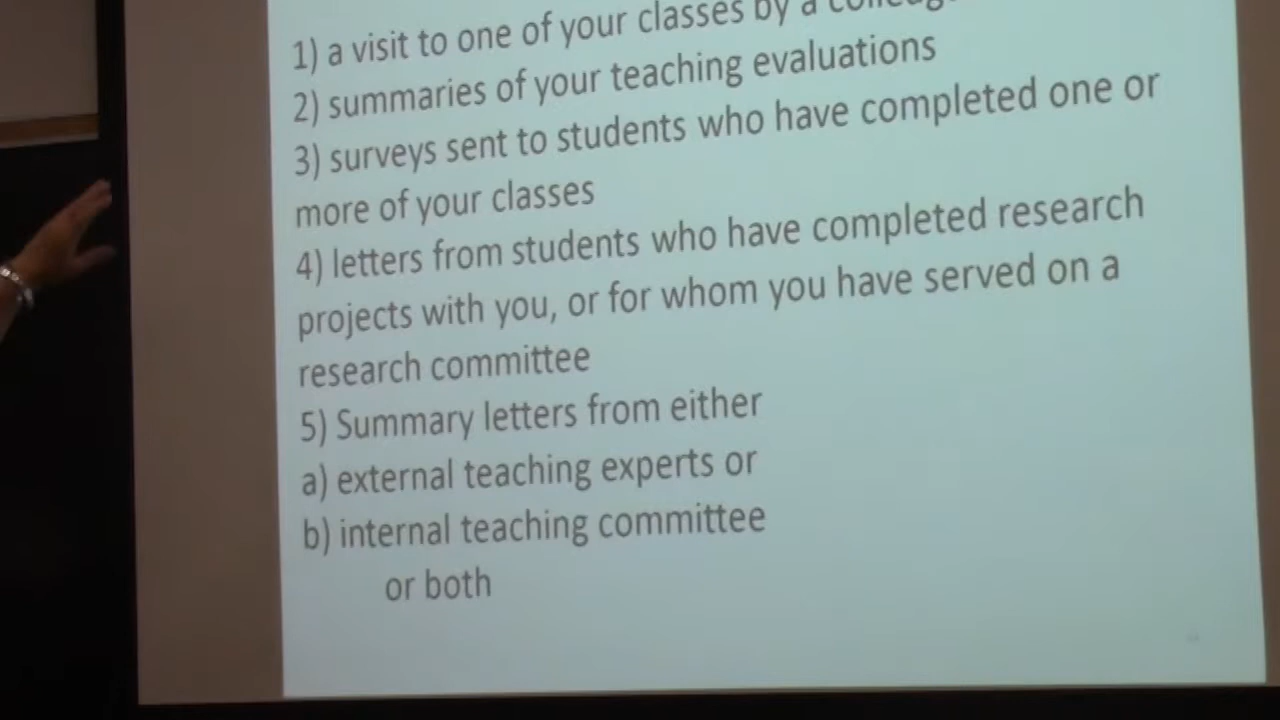 1) a visit to one of your classes by a
2) summaries of your teaching evaluations
3) surveys sent to students who have completed one or
more of your classes
4) letters from students who have completed research
projects with you, or for whom you have served on a
research committee
5) Summary letters from either
a) external teaching experts or
b) internal teaching committee
or both